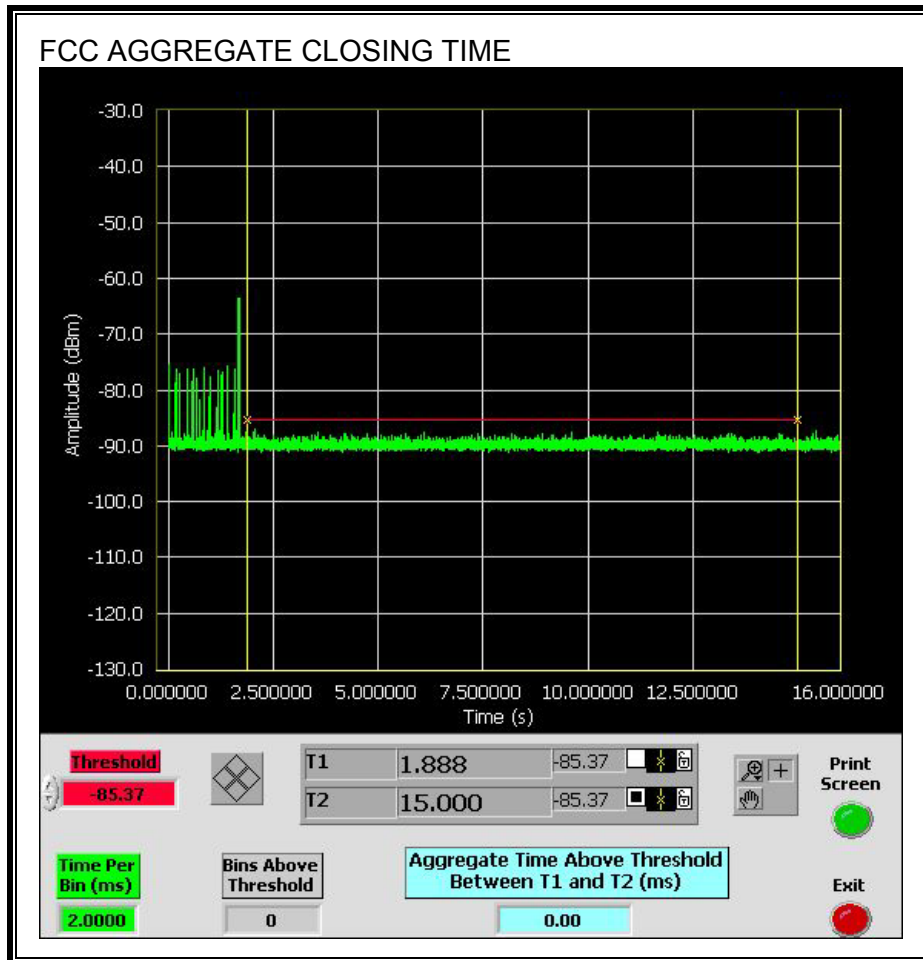 FCC AGGREGATE CLOSING TIME
-30.0
-40.0
-50.0
-60.0
-70.0
-80.0
-90.0
-100.0
-110.0
-120.0
-130.0
Amplitude (dBm)
0.000000 2.500000 5.000000 7.500000 10.000000 12.500000 16.000000
Time (s)
Threshold
-85.37
T1 1.888 -85.37
T2 15.000 -85.37
Print
Screen
Time Per
Bin (ms)
2.0000
Bins Above
Threshold
0
Aggregate Time Above Threshold
Between T1 and T2 (ms)
0.00
Exit